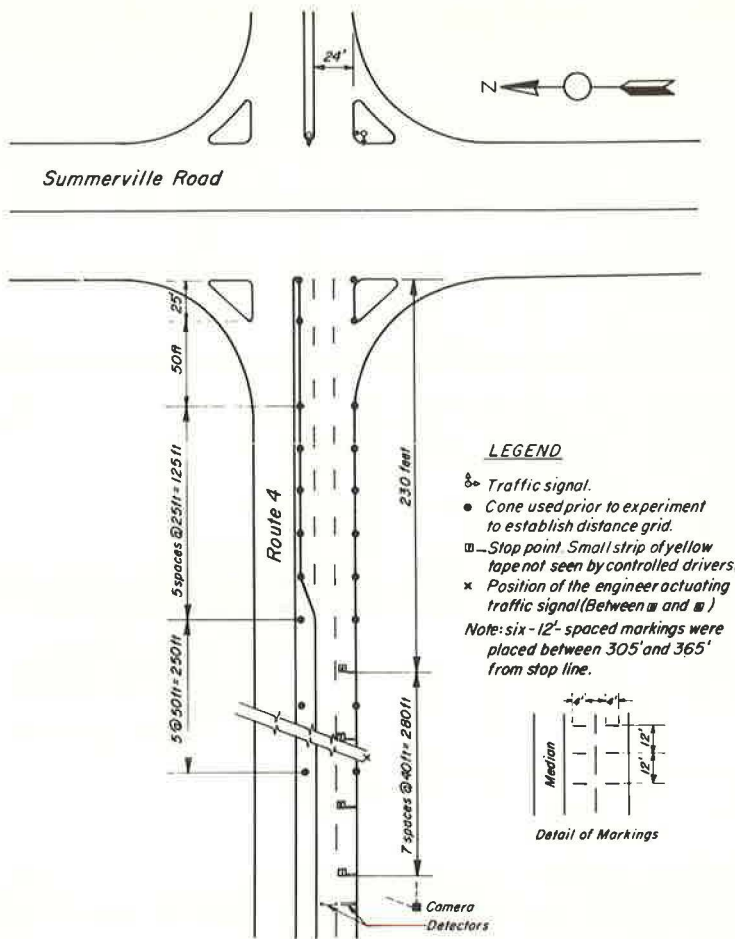 24'
N
Summerville Road
25'
50ft
5 spaces @ 25ft = 125ft
5 @ 50ft = 250ft
Route 4
230 feet
7 spaces @ 40ft = 280ft
LEGEND
Traffic signal.
Cone used prior to experiment
to establish distance grid.
Stop point. Small strip of yellow
tape not seen by controlled drivers.
x Position of the engineer actuating
traffic signal (Between and )
Note: six-12'-spaced markings were
placed between 305' and 365'
from stop line.
4' 4'
12'
12'
Median
Detail of Markings
Camera
Detectors